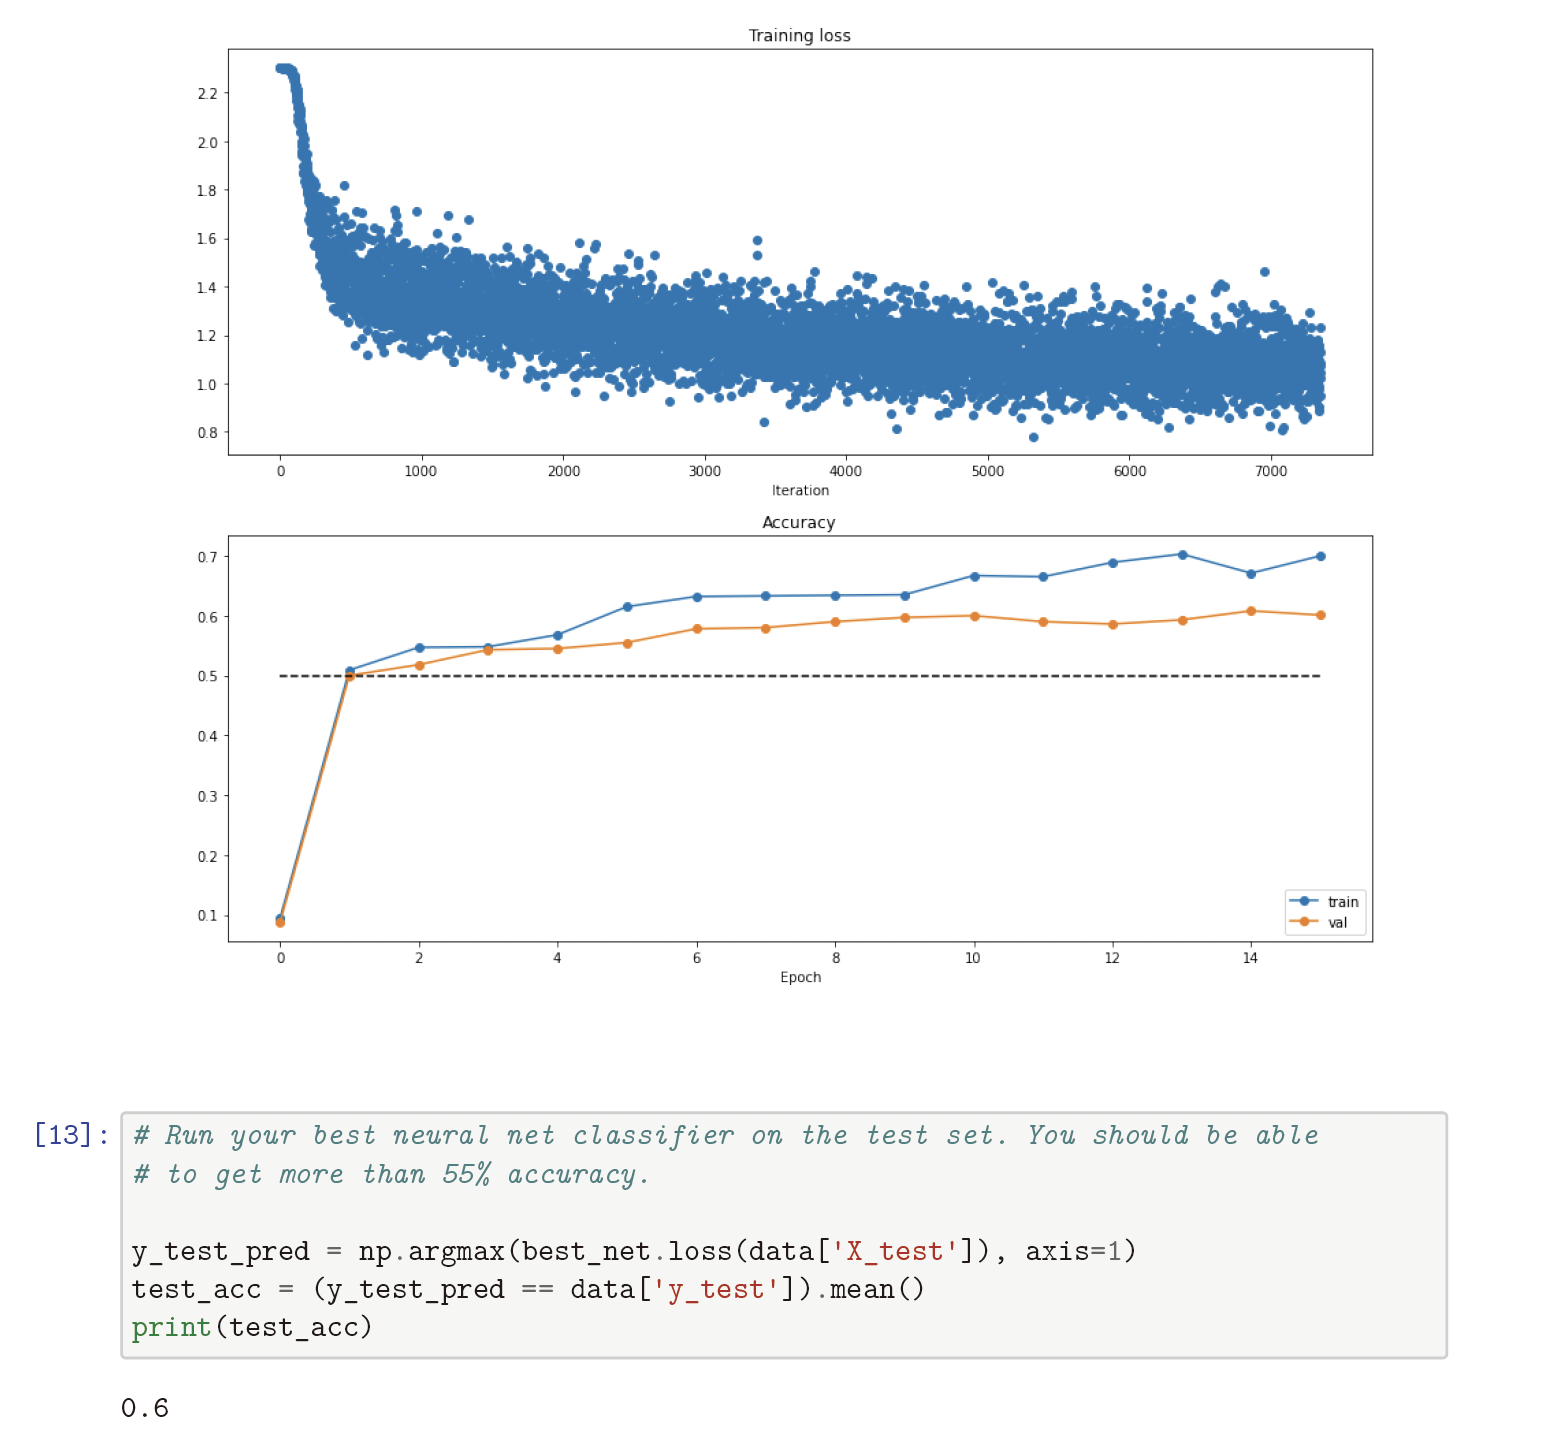 Training loss
2.2
2.0
1.8
1.6
1.4
1.2
1.0
0.8
0 1000 2000 3000 4000 5000 6000 7000
Iteration
Accuracy
0.7
0.6
0.5
0.4
0.3
0.2
0.1
train
val
0 2 4 6 8 10 12 14
Epoch
[13]: # Run your best neural net classifier on the test set. You should be able
# to get more than 55% accuracy.
y_test_pred = np.argmax(best_net.loss(data['X_test']), axis=1)
test_acc = (y_test_pred == data['y_test']).mean()
print(test_acc)
0.6